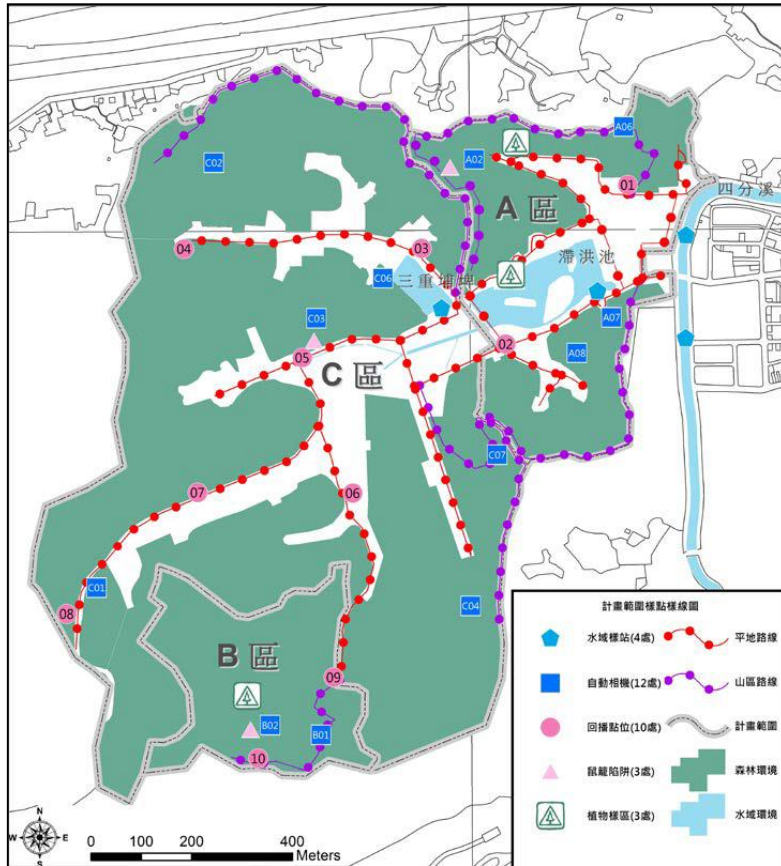 C02
A06
A02
01
A區
四分溪
04
03
滯洪池
C06
三重埔埤
C03
A07
05
02
C區
A08
C07
07
06
C01
08
C04
B區
09
B02
B01
10
N
W
E
S
0 100 200 400
Meters
計畫範圍樣點樣線圖
水域樣站(4處) 平地路線
自動相機(12處) 山區路線
回播點位(10處) 計畫範圍
鼠籠陷阱(3處) 森林環境
植物樣區(3處) 水域環境